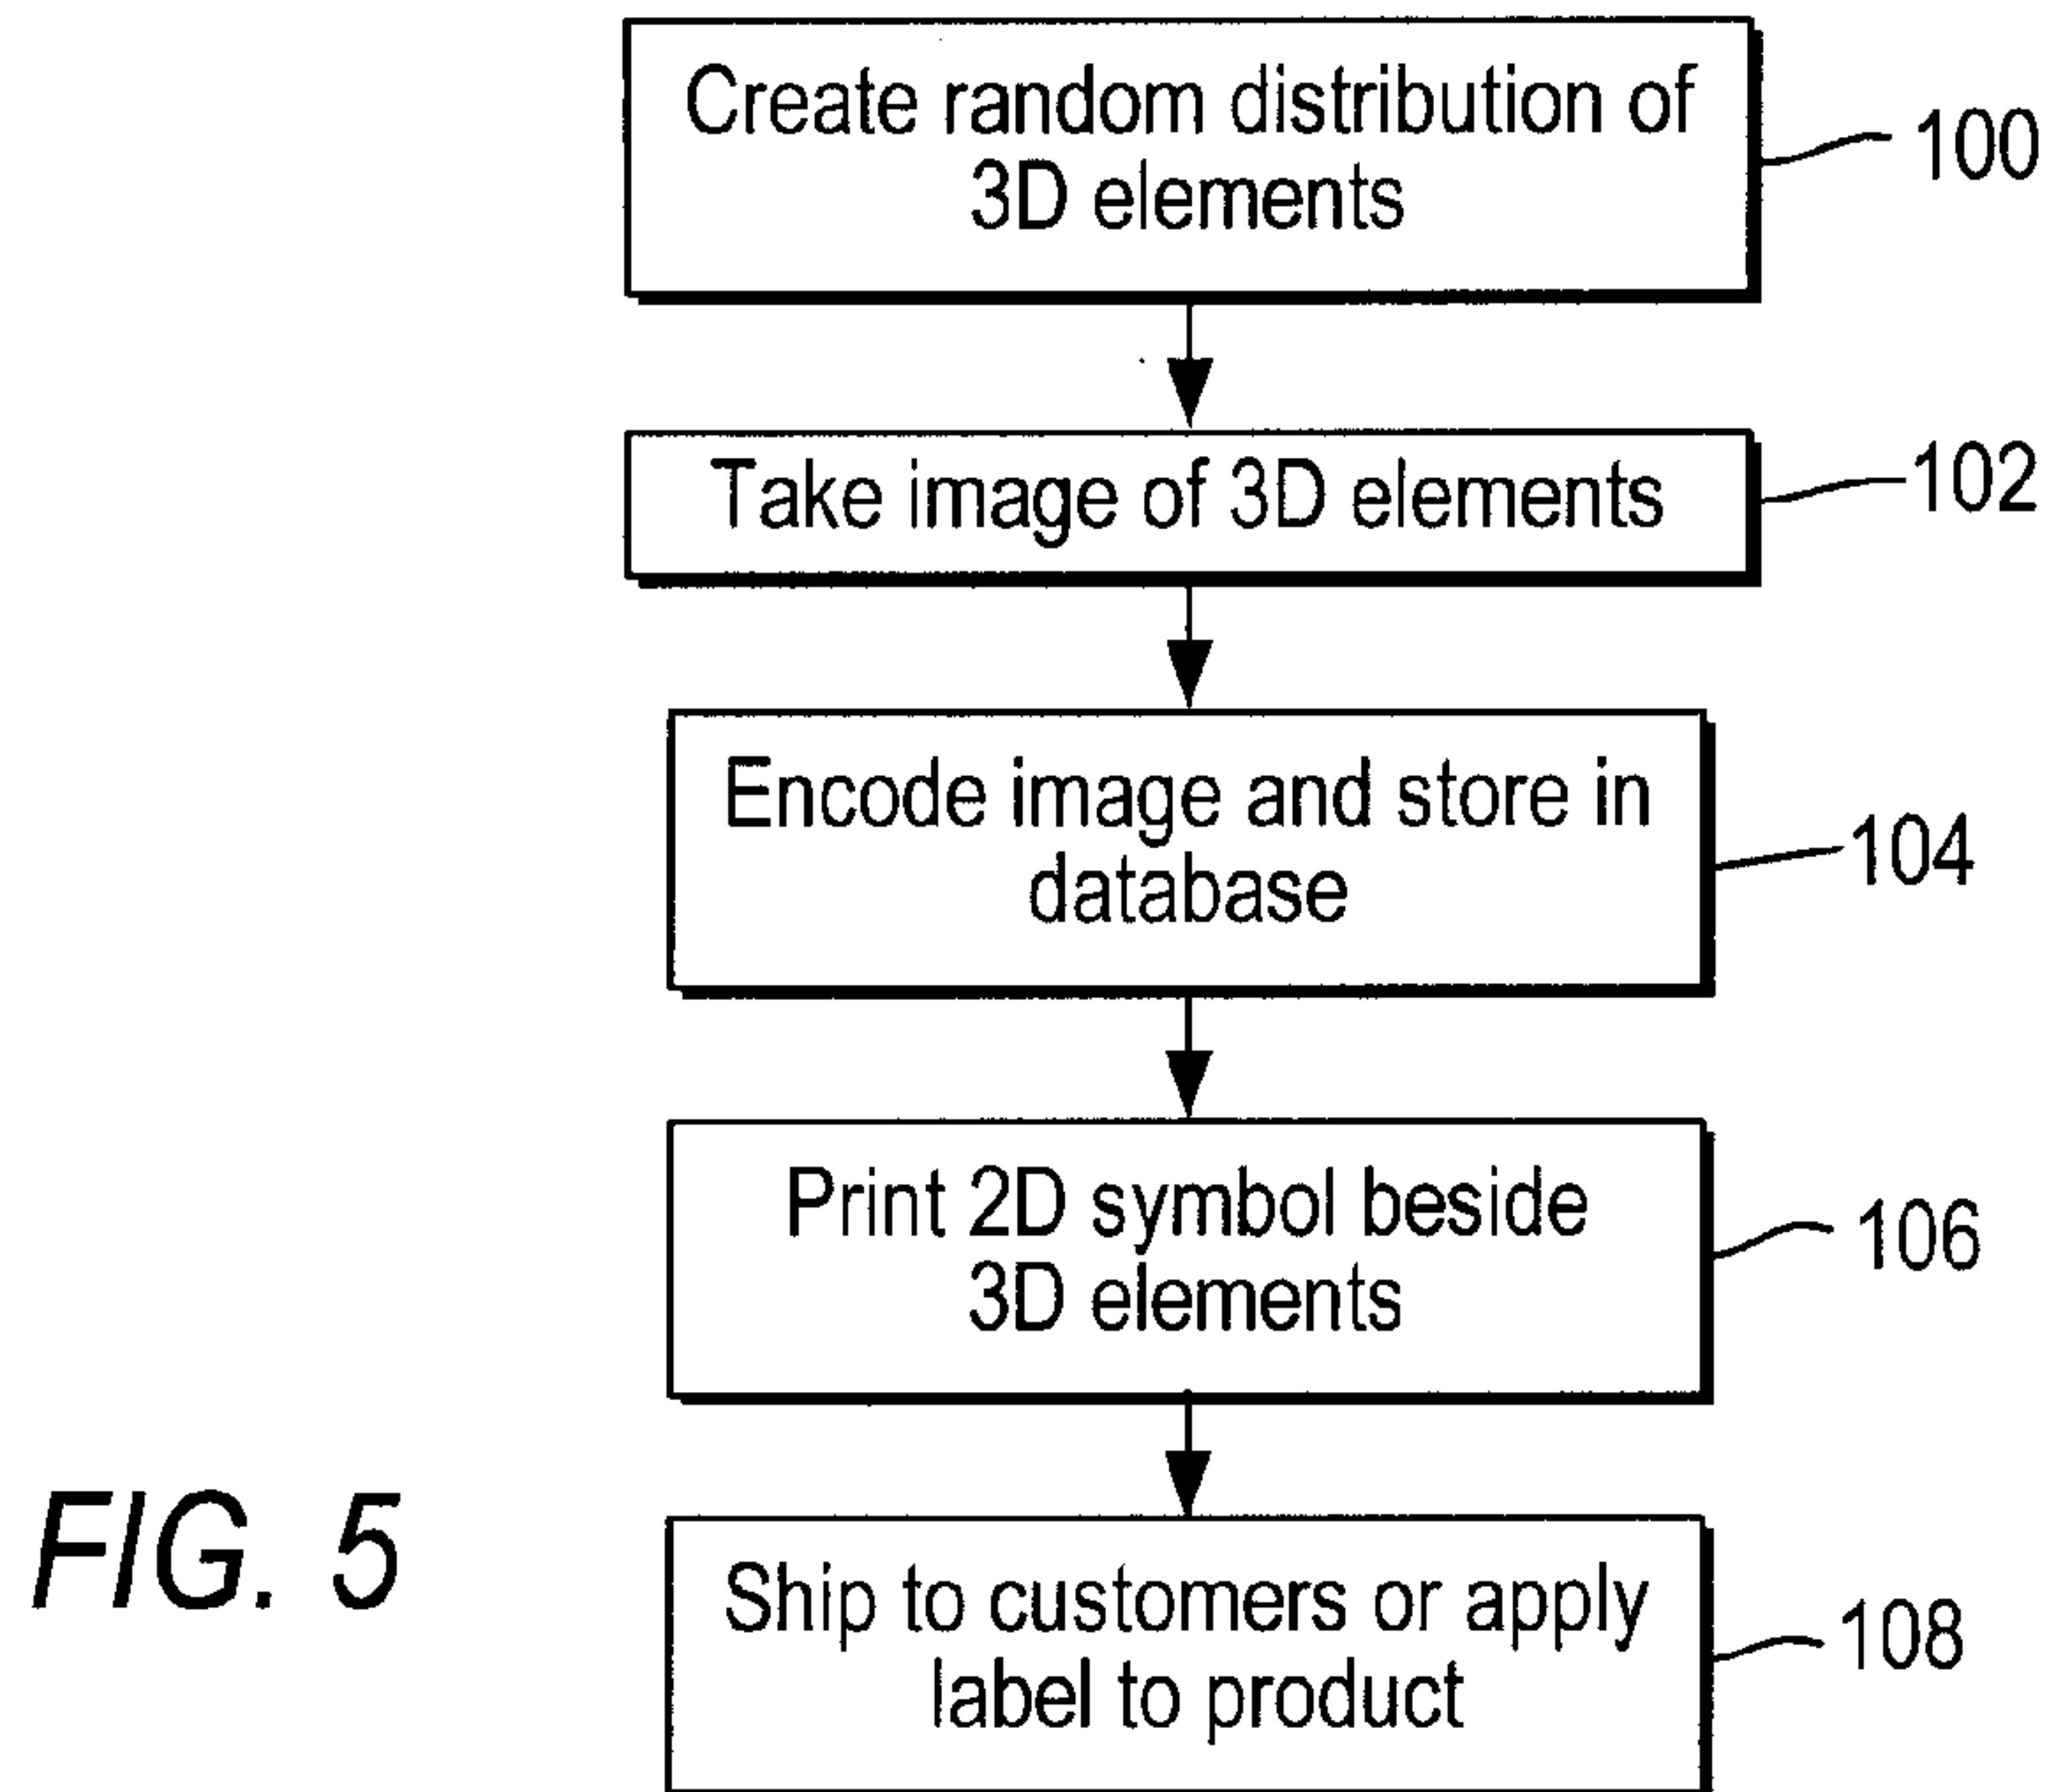 Create random distribution of
3D elements
100
Take image of 3D elements
102
Encode image and store in
database
104
Print 2D symbol beside
3D elements
106
Ship to customers or apply
label to product
108
FIG. 5